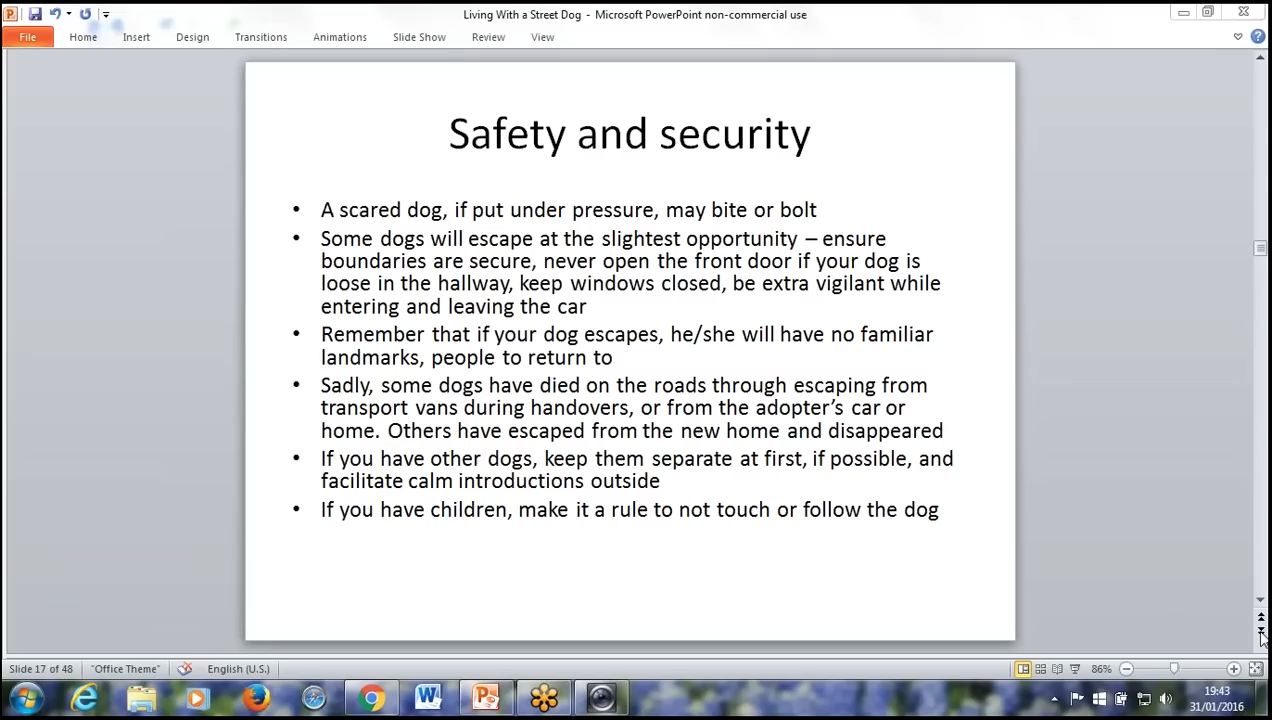 Living With a Street Dog - Microsoft PowerPoint non-commercial use
File Home Insert Design Transitions Animations Slide Show Review View
Safety and security
• A scared dog, if put under pressure, may bite or bolt
• Some dogs will escape at the slightest opportunity – ensure
boundaries are secure, never open the front door if your dog is
loose in the hallway, keep windows closed, be extra vigilant while
entering and leaving the car
• Remember that if your dog escapes, he/she will have no familiar
landmarks, people to return to
• Sadly, some dogs have died on the roads through escaping from
transport vans during handovers, or from the adopter’s car or
home. Others have escaped from the new home and disappeared
• If you have other dogs, keep them separate at first, if possible, and
facilitate calm introductions outside
• If you have children, make it a rule to not touch or follow the dog
Slide 17 of 48 "Office Theme" English (U.S.) 86%
19:43
31/01/2016